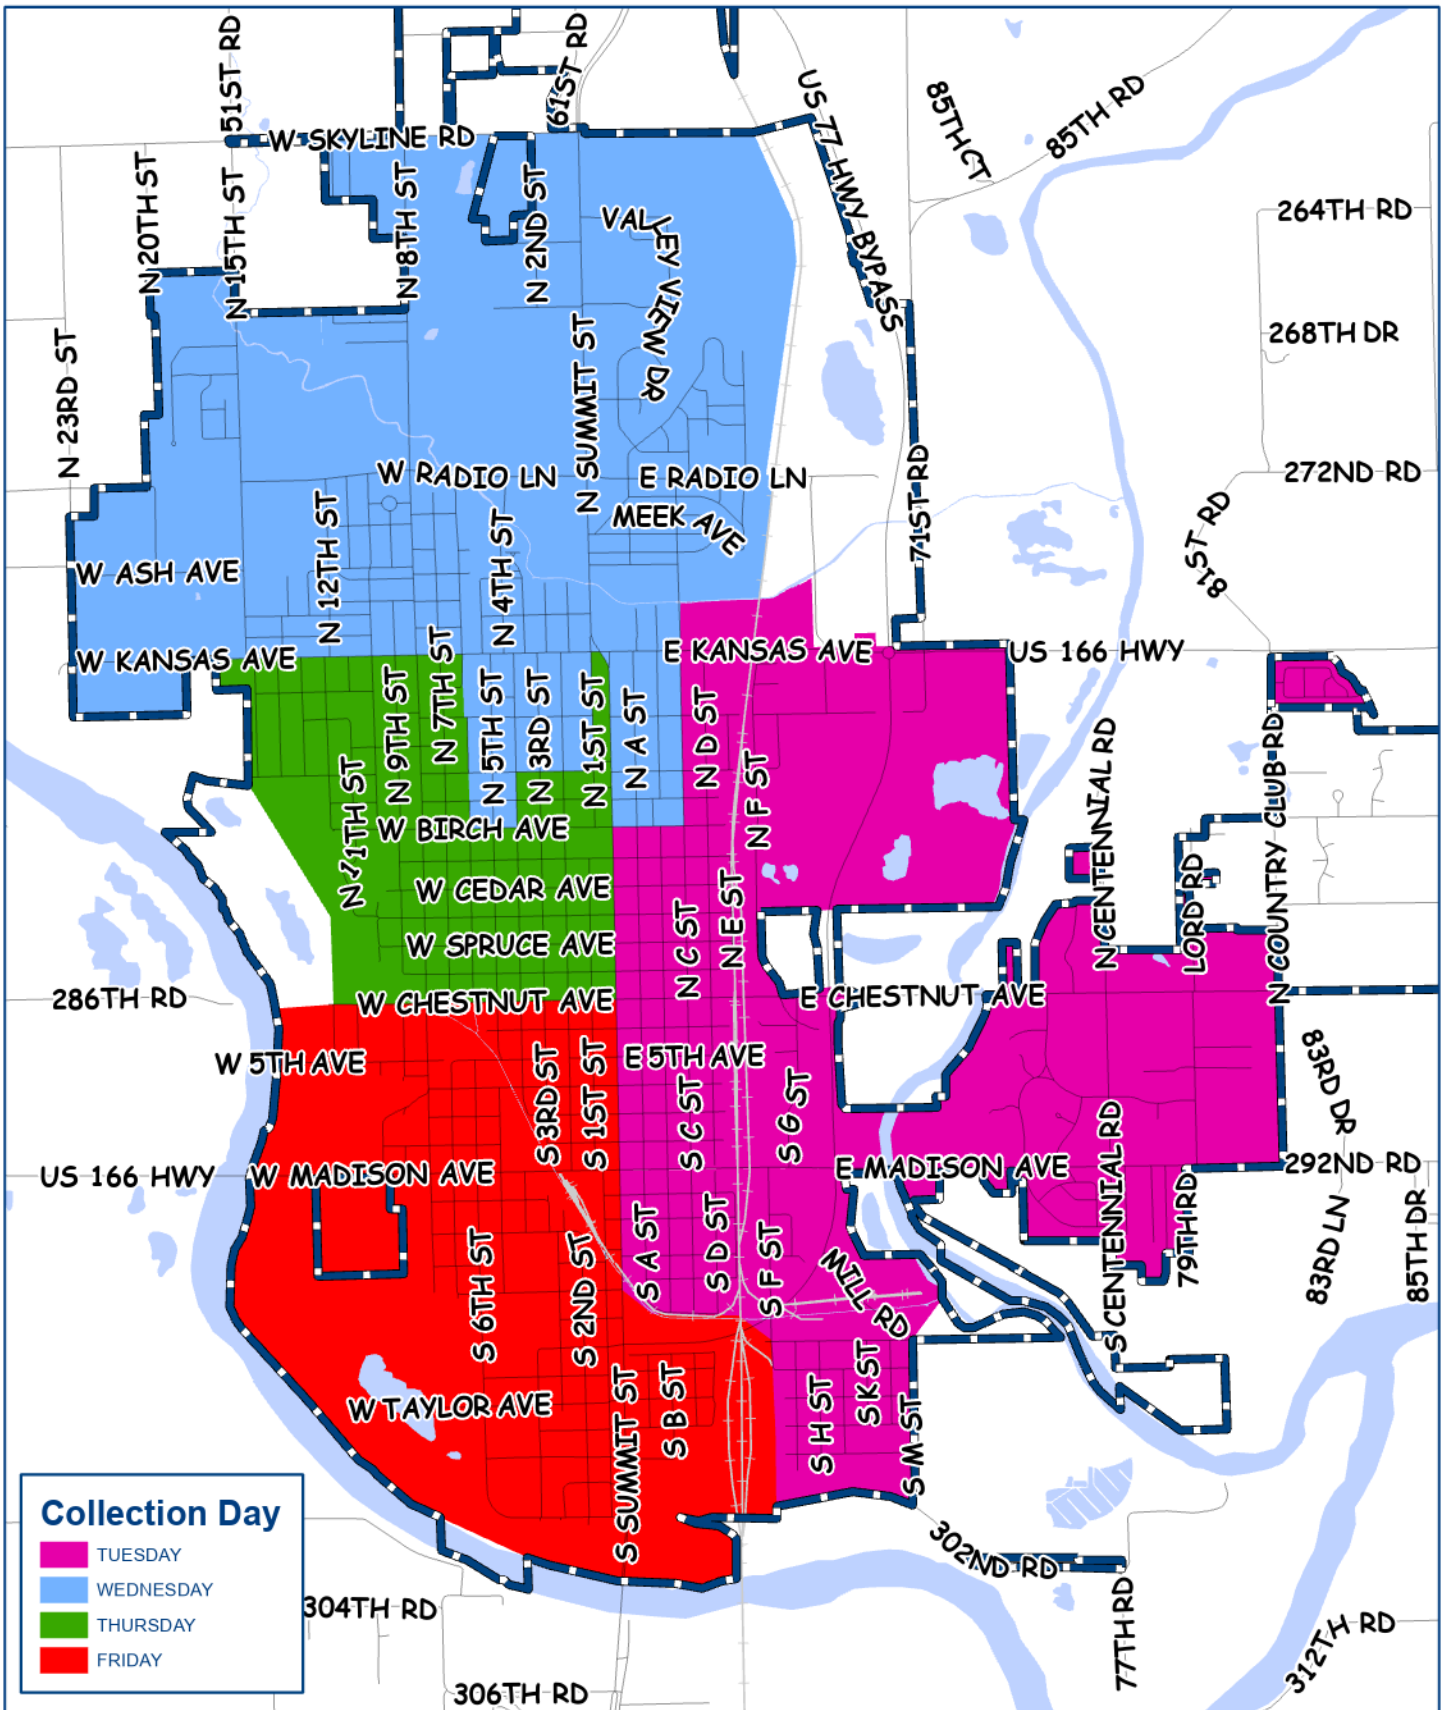 51ST RD
61ST RD
W SKYLINE RD
US 77 HWY BYPASS
85TH CT
85TH RD
N 20TH ST
N 15TH ST
N 8TH ST
N 2ND ST
VALLEY VIEW DR
264TH RD
268TH DR
N 23RD ST
N SUMMIT ST
W RADIO LN
E RADIO LN
272ND RD
71ST RD
81ST RD
MEEK AVE
N 12TH ST
N 4TH ST
W ASH AVE
W KANSAS AVE
E KANSAS AVE
US 166 HWY
N 7TH ST
N 9TH ST
N 5TH ST
N 3RD ST
N 1ST ST
N A ST
N D ST
N F ST
N 11TH ST
N CENTENNIAL RD
N COUNTRY CLUB RD
LORD RD
W BIRCH AVE
W CEDAR AVE
W SPRUCE AVE
N C ST
N E ST
286TH RD
W CHESTNUT AVE
E CHESTNUT AVE
W 5TH AVE
E 5TH AVE
S 3RD ST
S 1ST ST
S C ST
S G ST
83RD DR
US 166 HWY
W MADISON AVE
E MADISON AVE
292ND RD
S CENTENNIAL RD
79TH RD
83RD LN
85TH DR
S 6TH ST
S 2ND ST
S A ST
S D ST
S F ST
MILL RD
W TAYLOR AVE
S SUMMIT ST
S B ST
S H ST
S K ST
S M ST
302ND RD
77TH RD
312TH RD
304TH RD
306TH RD
Collection Day
TUESDAY
WEDNESDAY
THURSDAY
FRIDAY